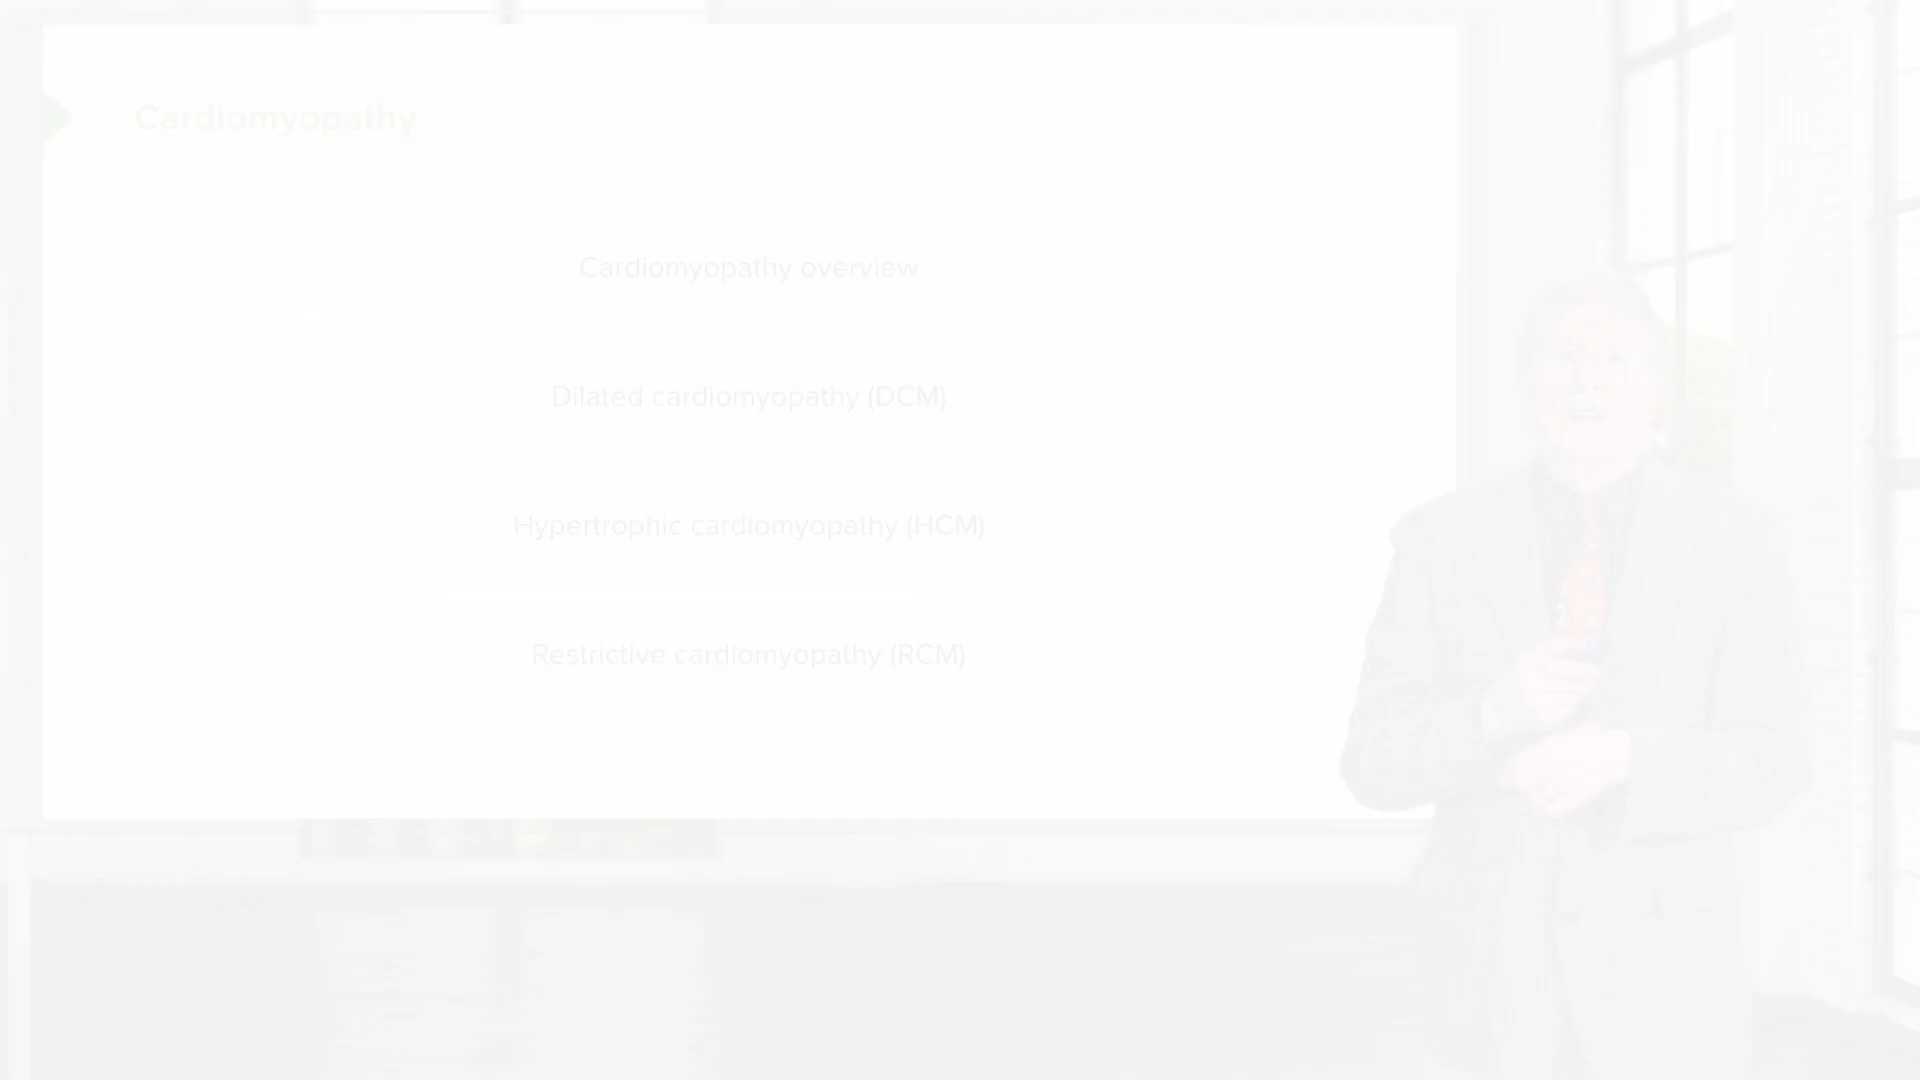 Cardiomyopathy
Cardiomyopathy overview
Dilated cardiomyopathy (DCM)
Hypertrophic cardiomyopathy (HCM)
Restrictive cardiomyopathy (RCM)